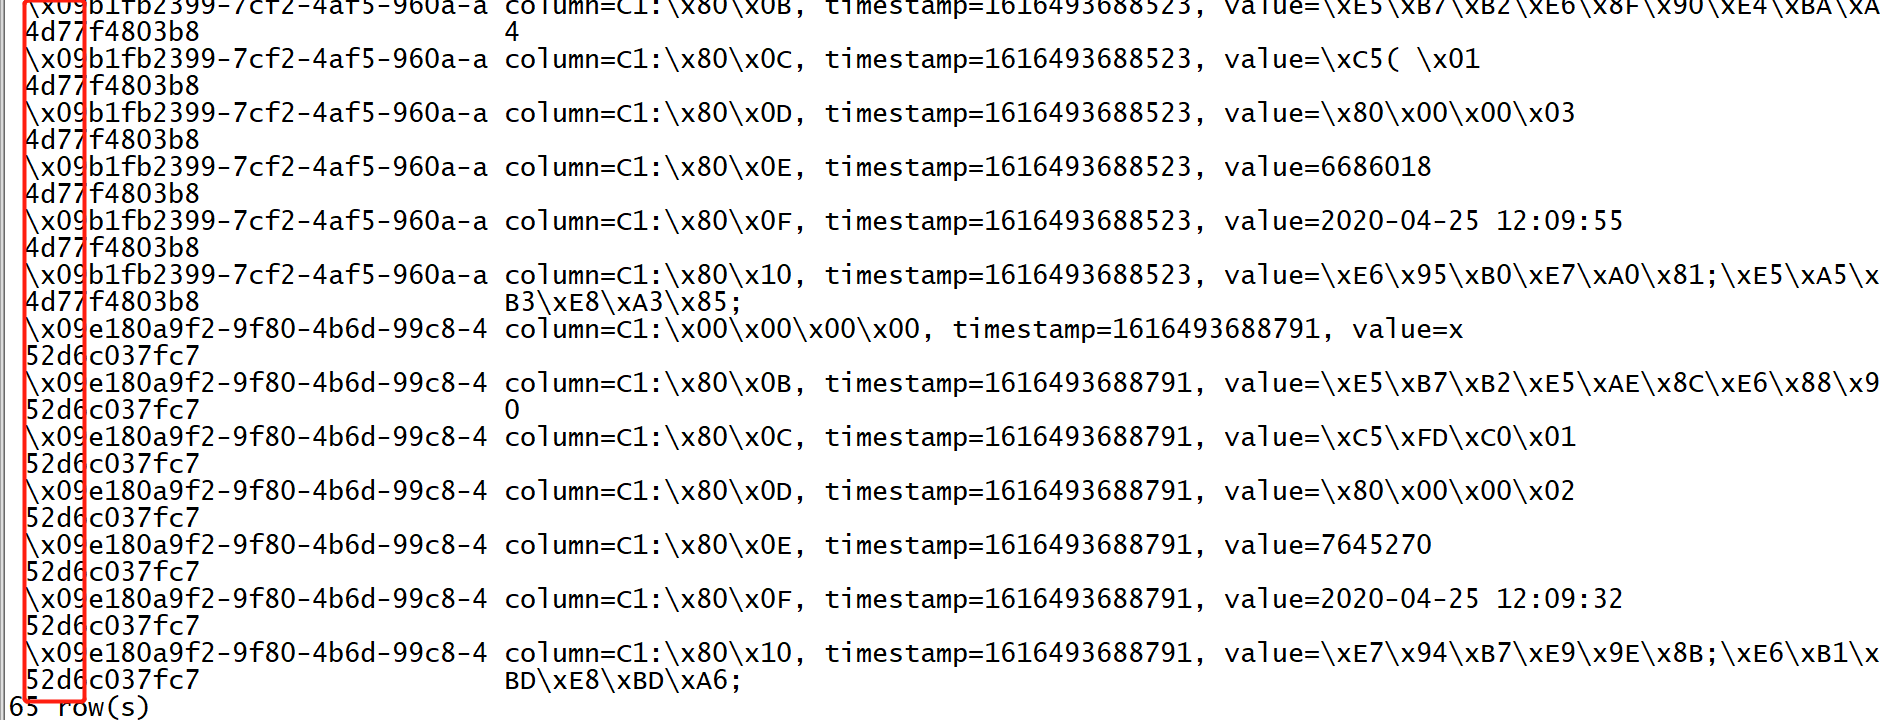 \x09b1fb2399-7cf2-4af5-960a-a column=C1:\x80\x0B, timestamp=1616493688523, value=\xE5\xB7\xB2\xE6\x8F\x90\xE4\xBA\xA
4d77f4803b8 4
\x09b1fb2399-7cf2-4af5-960a-a column=C1:\x80\x0C, timestamp=1616493688523, value=\xC5( \x01
4d77f4803b8
\x09b1fb2399-7cf2-4af5-960a-a column=C1:\x80\x0D, timestamp=1616493688523, value=\x80\x00\x00\x03
4d77f4803b8
\x09b1fb2399-7cf2-4af5-960a-a column=C1:\x80\x0E, timestamp=1616493688523, value=6686018
4d77f4803b8
\x09b1fb2399-7cf2-4af5-960a-a column=C1:\x80\x0F, timestamp=1616493688523, value=2020-04-25 12:09:55
4d77f4803b8
\x09b1fb2399-7cf2-4af5-960a-a column=C1:\x80\x10, timestamp=1616493688523, value=\xE6\x95\xB0\xE7\xA0\x81;\xE5\xA5\x
4d77f4803b8 B3\xE8\xA3\x85;
\x09e180a9f2-9f80-4b6d-99c8-4 column=C1:\x00\x00\x00\x00, timestamp=1616493688791, value=x
52d6c037fc7
\x09e180a9f2-9f80-4b6d-99c8-4 column=C1:\x80\x0B, timestamp=1616493688791, value=\xE5\xB7\xB2\xE5\xAE\x8C\xE6\x88\x9
52d6c037fc7 0
\x09e180a9f2-9f80-4b6d-99c8-4 column=C1:\x80\x0C, timestamp=1616493688791, value=\xC5\xFD\xC0\x01
52d6c037fc7
\x09e180a9f2-9f80-4b6d-99c8-4 column=C1:\x80\x0D, timestamp=1616493688791, value=\x80\x00\x00\x02
52d6c037fc7
\x09e180a9f2-9f80-4b6d-99c8-4 column=C1:\x80\x0E, timestamp=1616493688791, value=7645270
52d6c037fc7
\x09e180a9f2-9f80-4b6d-99c8-4 column=C1:\x80\x0F, timestamp=1616493688791, value=2020-04-25 12:09:32
52d6c037fc7
\x09e180a9f2-9f80-4b6d-99c8-4 column=C1:\x80\x10, timestamp=1616493688791, value=\xE7\x94\xB7\xE9\x9E\x8B;\xE6\xB1\x
52d6c037fc7 BD\xE8\xBD\xA6;
65 row(s)